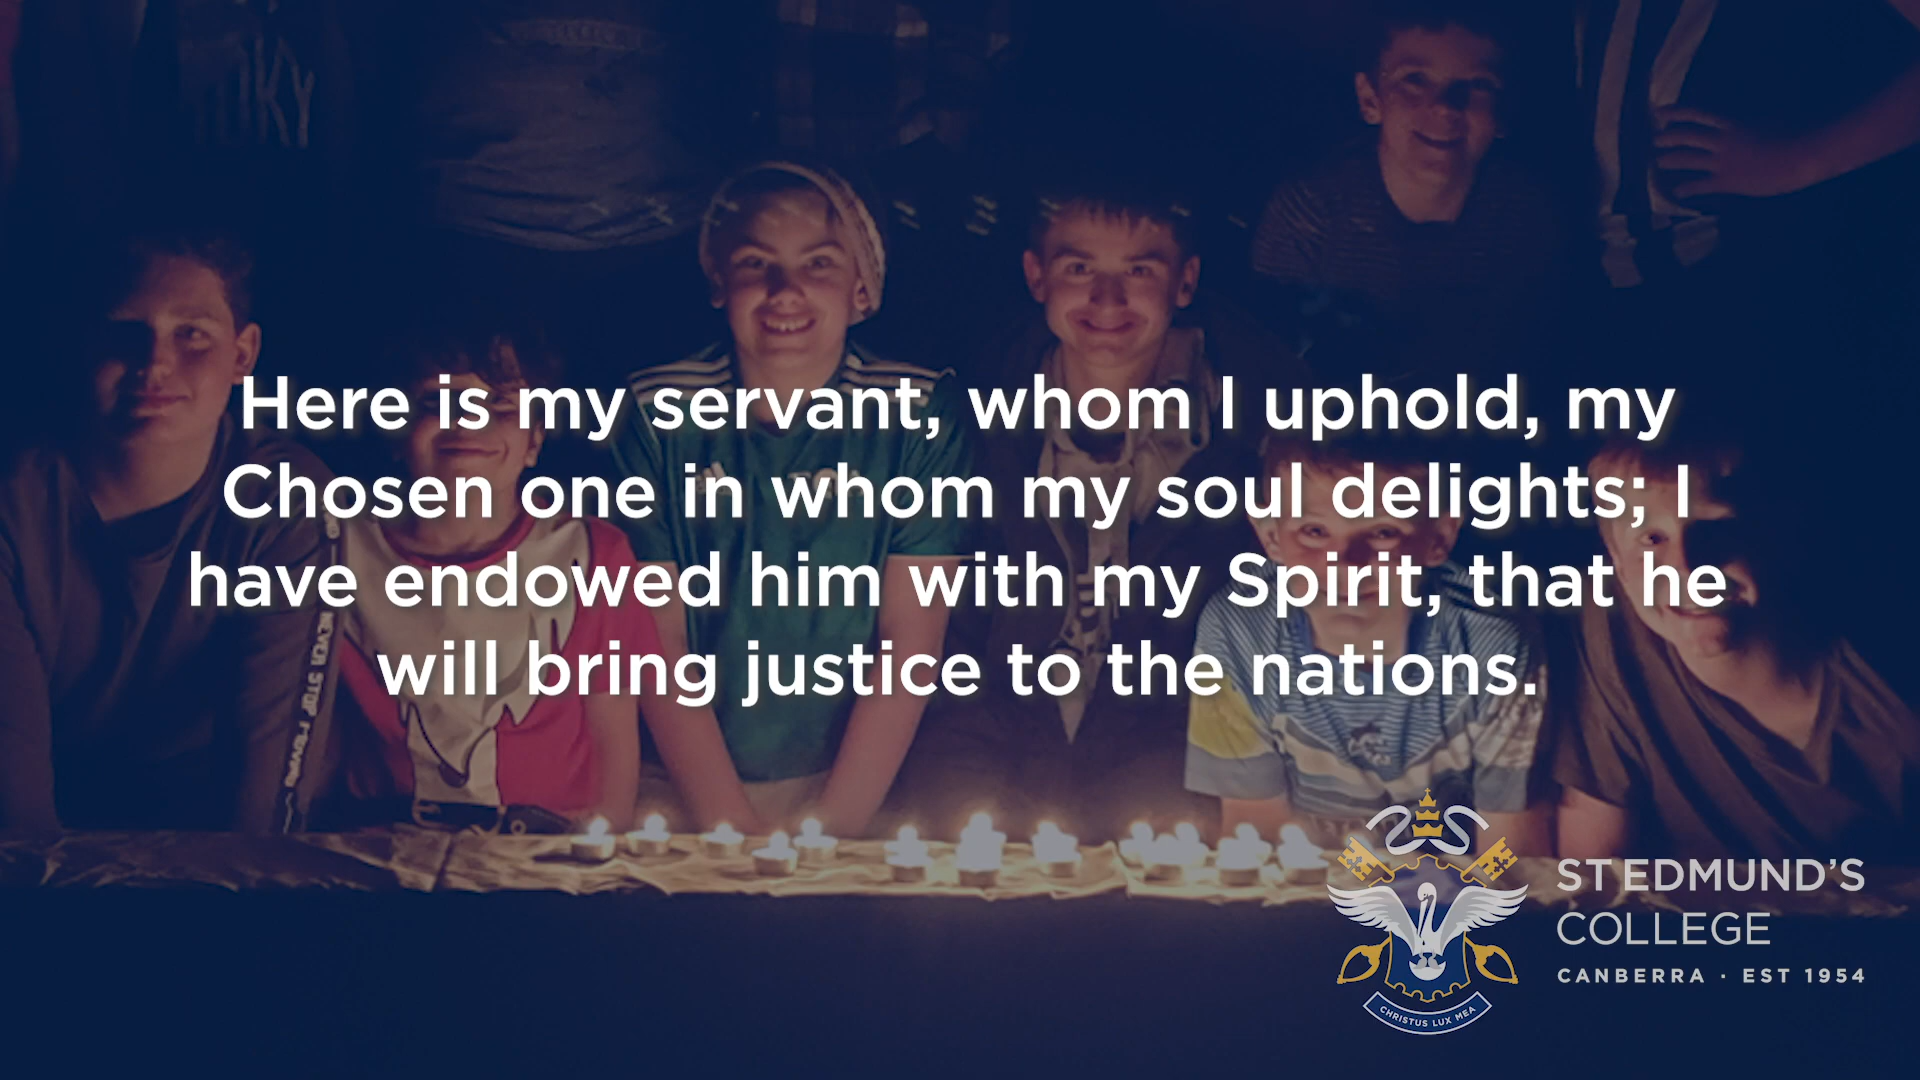 Here is my servant, whom I uphold, my
Chosen one in whom my soul delights; I
have endowed him with my Spirit, that he
will bring justice to the nations.
ST EDMUND'S
COLLEGE
CANBERRA · EST 1954
CHRISTUS LUX MEA